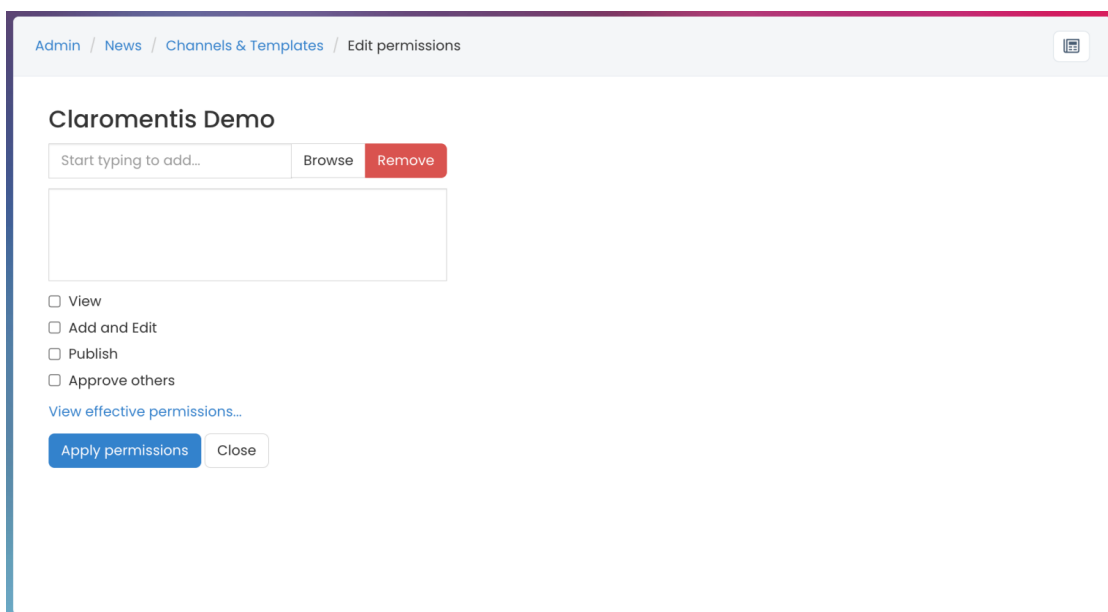 Admin / News / Channels & Templates / Edit permissions
Claromentis Demo
Start typing to add... Browse Remove
View
Add and Edit
Publish
Approve others
View effective permissions...
Apply permissions Close